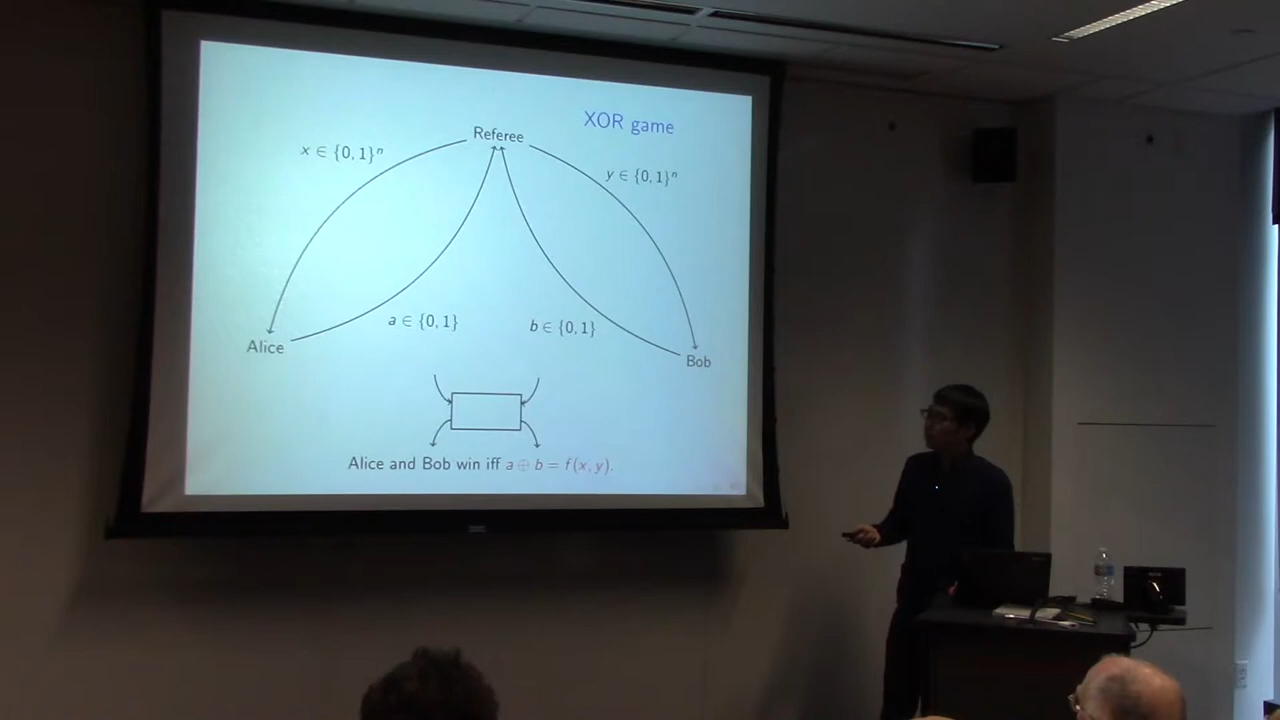 XOR game
Referee
x ∈ {0, 1}ⁿ
y ∈ {0, 1}ⁿ
a ∈ {0, 1}
b ∈ {0, 1}
Alice
Bob
Alice and Bob win iff a ⊕ b = f(x, y).